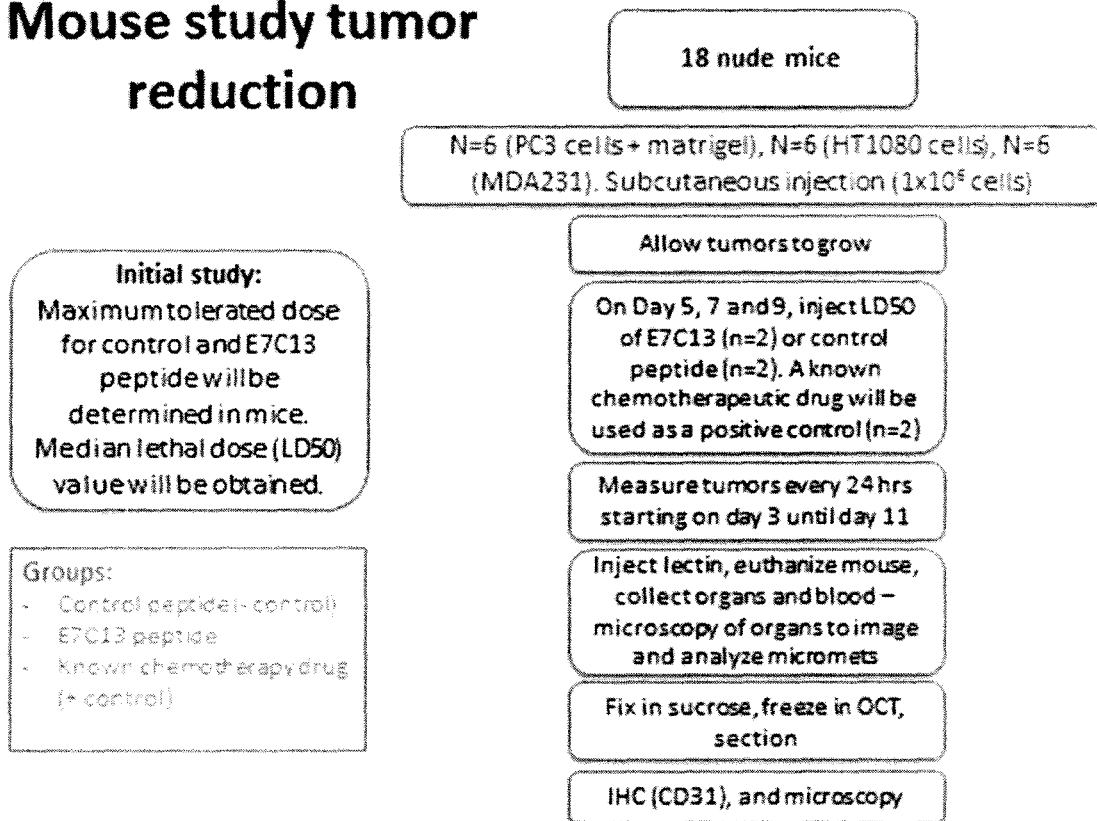 Mouse study tumor
reduction
18 nude mice
N=6 (PC3 cells + matrigel), N=6 (HT1080 cells), N=6
(MDA231). Subcutaneous injection (1x10⁶ cells)
Allow tumors to grow
Initial study:
Maximum tolerated dose
for control and E7C13
peptide will be
determined in mice.
Median lethal dose (LD50)
value will be obtained.
On Day 5, 7 and 9, inject LD50
of E7C13 (n=2) or control
peptide (n=2). A known
chemotherapeutic drug will be
used as a positive control (n=2)
Measure tumors every 24 hrs
starting on day 3 until day 11
Groups:
- Control peptide (- control)
- E7C13 peptide
- Known chemotherapy drug
(+ control)
Inject lectin, euthanize mouse,
collect organs and blood –
microscopy of organs to image
and analyze micromets
Fix in sucrose, freeze in OCT,
section
IHC (CD31), and microscopy